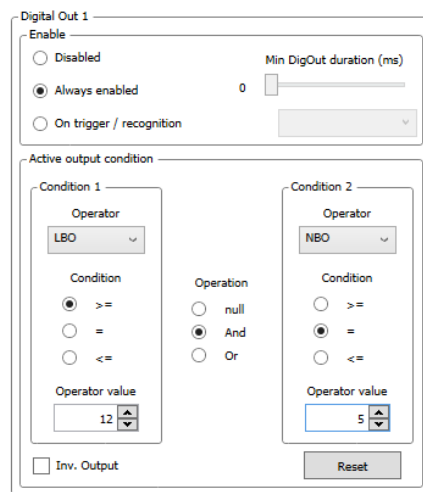 Digital Out 1
Enable
Disabled
Min DigOut duration (ms)
Always enabled
0
On trigger / recognition
Active output condition
Condition 1
Operator
LBO
Condition
>=
=
<=
Operator value
12
Operation
null
And
Or
Condition 2
Operator
NBO
Condition
>=
=
<=
Operator value
5
Inv. Output
Reset